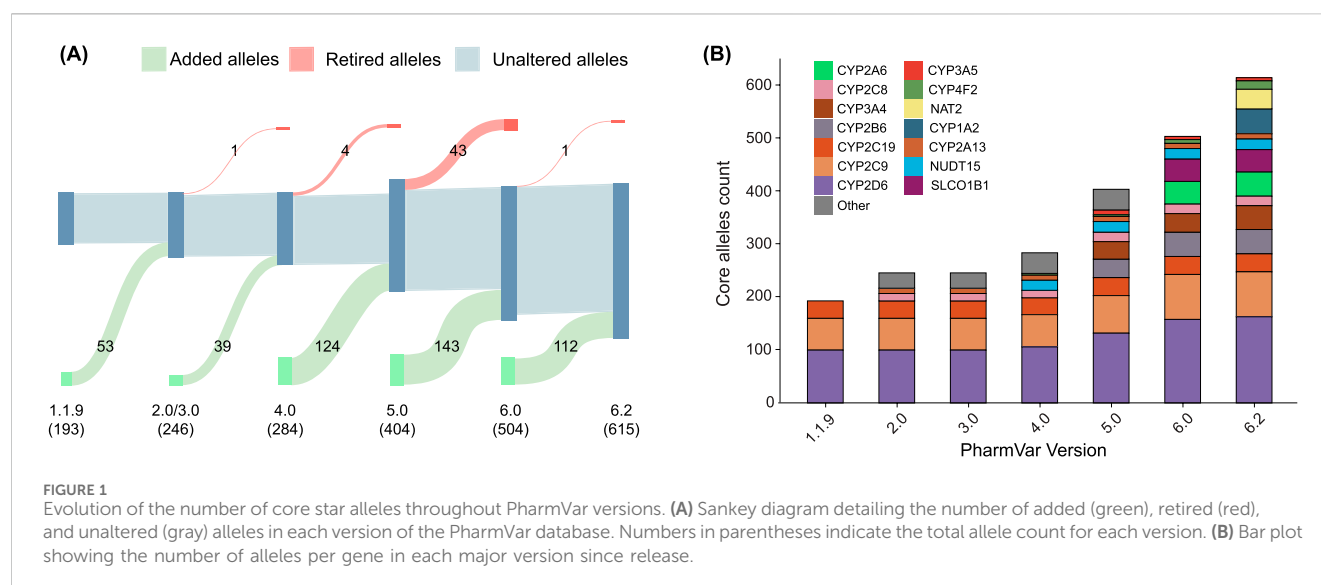 (A)
Added alleles
Retired alleles
Unaltered alleles
1
4
43
1
53
39
124
143
112
1.1.9
(193)
2.0/3.0
(246)
4.0
(284)
5.0
(404)
6.0
(504)
6.2
(615)
(B)
CYP2A6
CYP2C8
CYP3A4
CYP2B6
CYP2C19
CYP2C9
CYP2D6
Other
CYP3A5
CYP4F2
NAT2
CYP1A2
CYP2A13
NUDT15
SLCO1B1
Core alleles count
600
500
400
300
200
100
0
1.1.9
2.0
3.0
4.0
5.0
6.0
6.2
PharmVar Version
FIGURE 1
Evolution of the number of core star alleles throughout PharmVar versions. (A) Sankey diagram detailing the number of added (green), retired (red),
and unaltered (gray) alleles in each version of the PharmVar database. Numbers in parentheses indicate the total allele count for each version. (B) Bar plot
showing the number of alleles per gene in each major version since release.